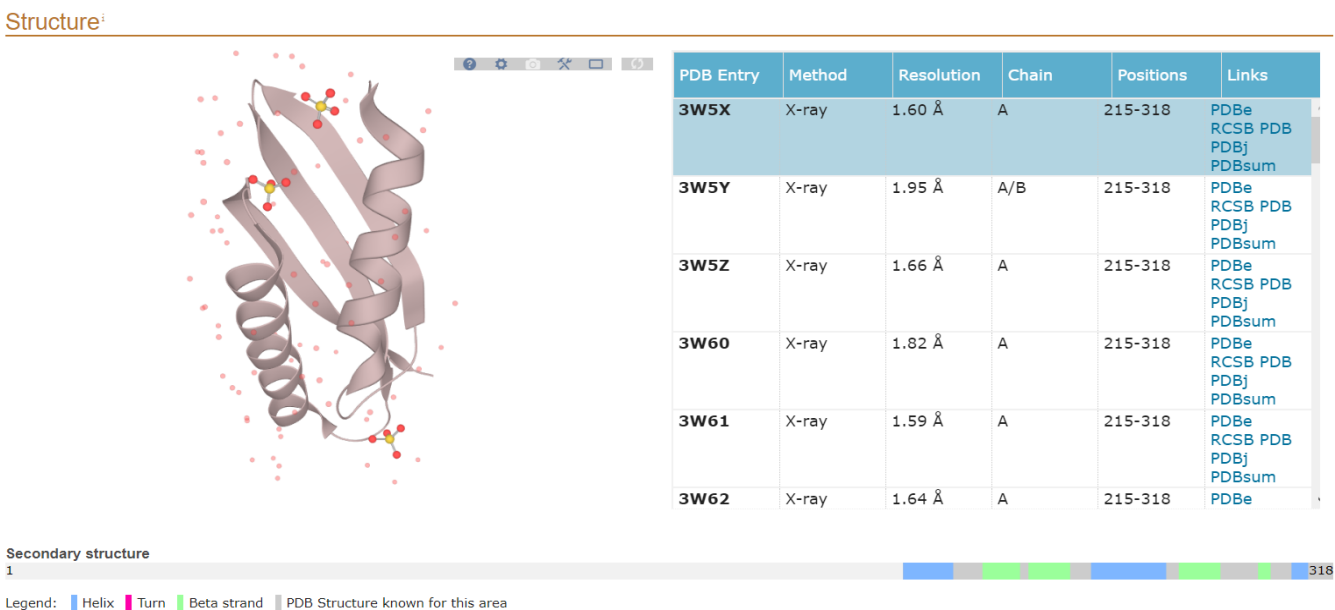 Structure i
PDB Entry Method Resolution Chain Positions Links
3W5X X-ray 1.60 Å A 215-318 PDBe
RCSB PDB
PDBj
PDBsum
3W5Y X-ray 1.95 Å A/B 215-318 PDBe
RCSB PDB
PDBj
PDBsum
3W5Z X-ray 1.66 Å A 215-318 PDBe
RCSB PDB
PDBj
PDBsum
3W60 X-ray 1.82 Å A 215-318 PDBe
RCSB PDB
PDBj
PDBsum
3W61 X-ray 1.59 Å A 215-318 PDBe
RCSB PDB
PDBj
PDBsum
3W62 X-ray 1.64 Å A 215-318 PDBe
Secondary structure
1 318
Legend: Helix Turn Beta strand PDB Structure known for this area